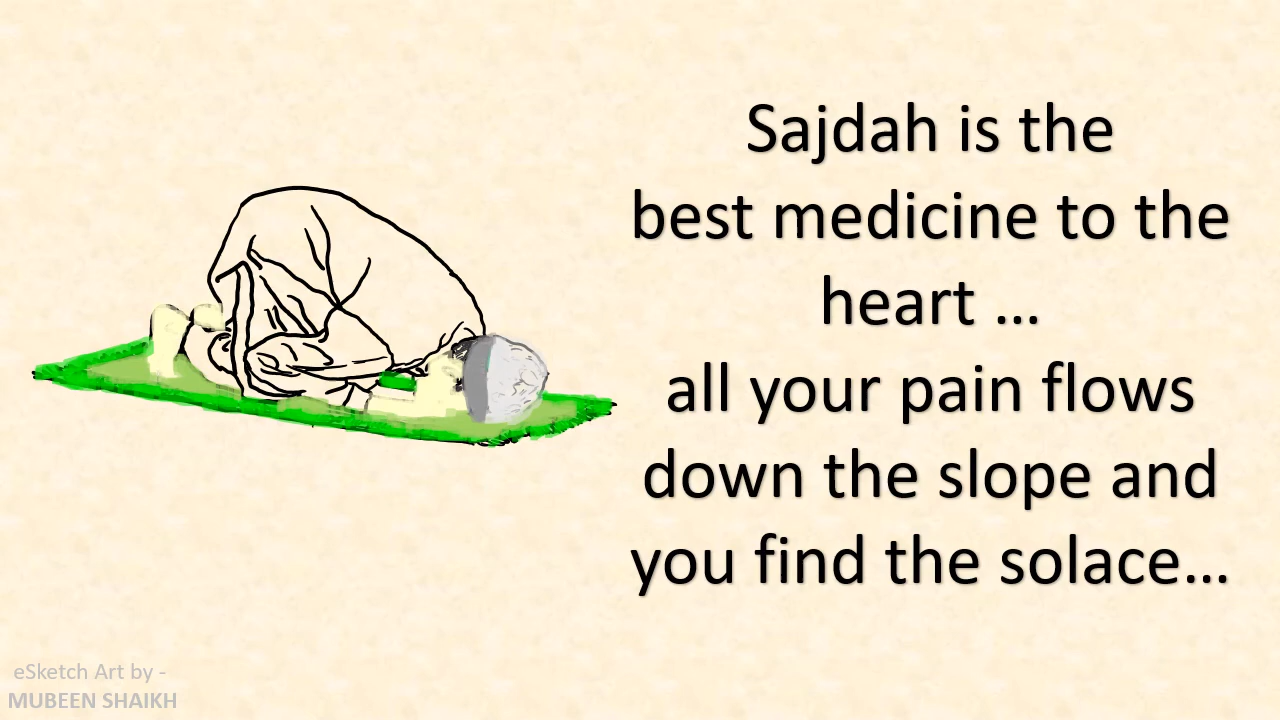 Sajdah is the
best medicine to the
heart …
all your pain flows
down the slope and
you find the solace…
eSketch Art by -
MUBEEN SHAIKH